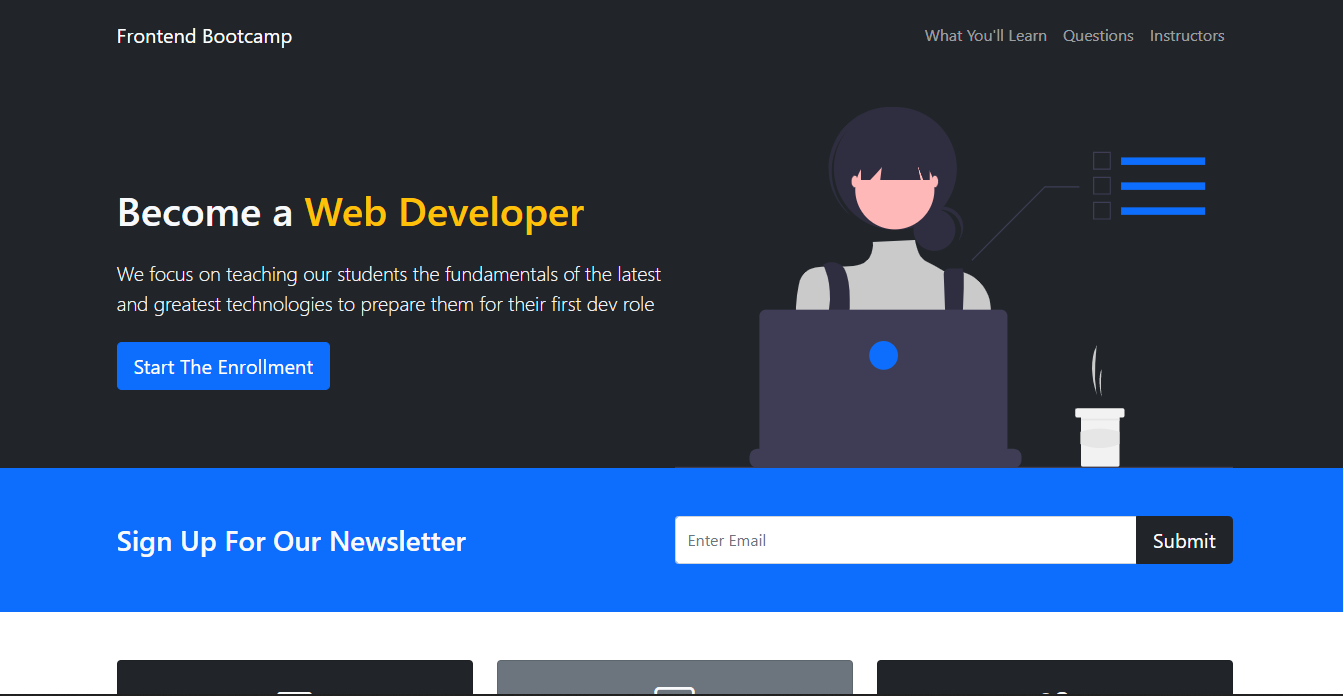 Frontend Bootcamp
What You'll Learn Questions Instructors
Become a Web Developer
We focus on teaching our students the fundamentals of the latest
and greatest technologies to prepare them for their first dev role
Start The Enrollment
Sign Up For Our Newsletter
Enter Email
Submit